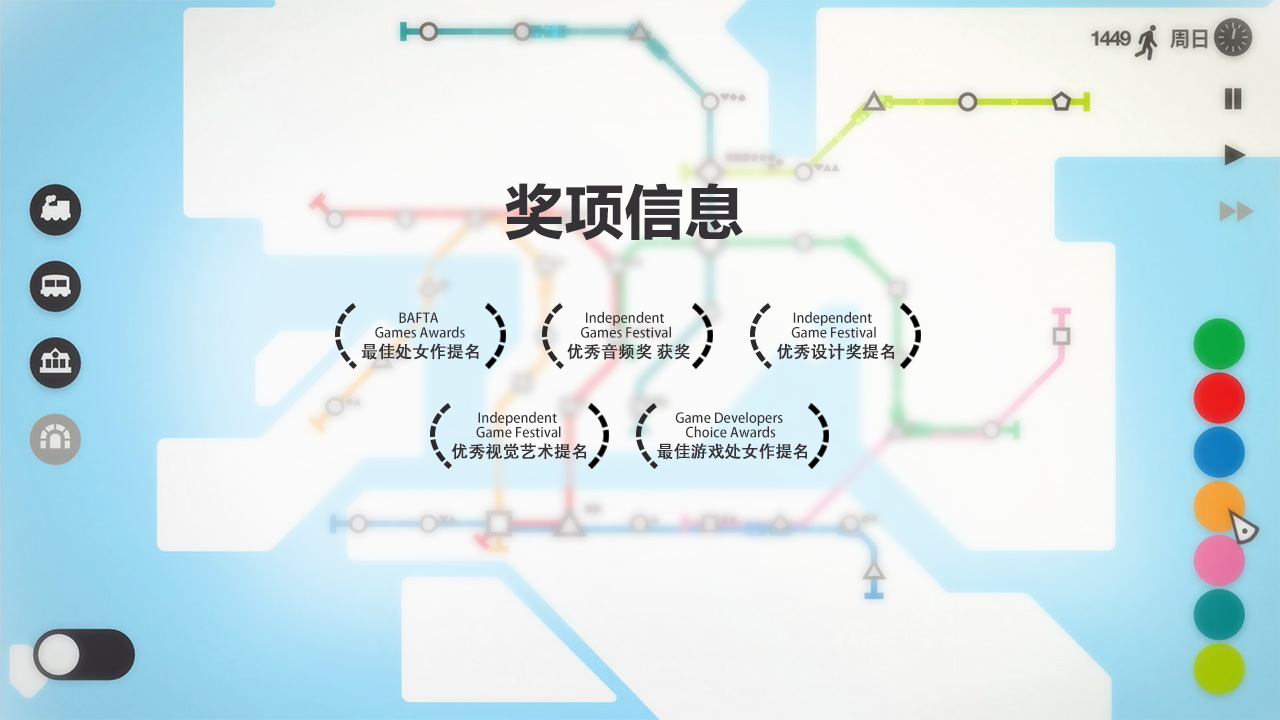 1449 周日
奖项信息
BAFTA
Games Awards
最佳处女作提名
Independent
Games Festival
优秀音频奖 获奖
Independent
Game Festival
优秀设计奖提名
Independent
Game Festival
优秀视觉艺术提名
Game Developers
Choice Awards
最佳游戏处女作提名